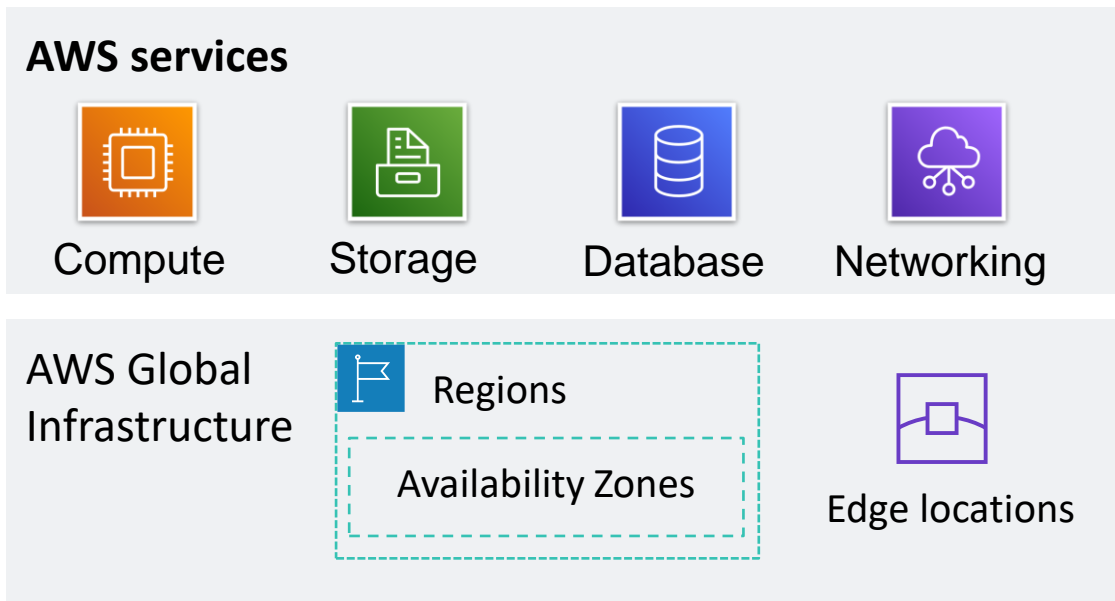 AWS services
Compute
Storage
Database
Networking
AWS Global
Infrastructure
Regions
Availability Zones
Edge locations